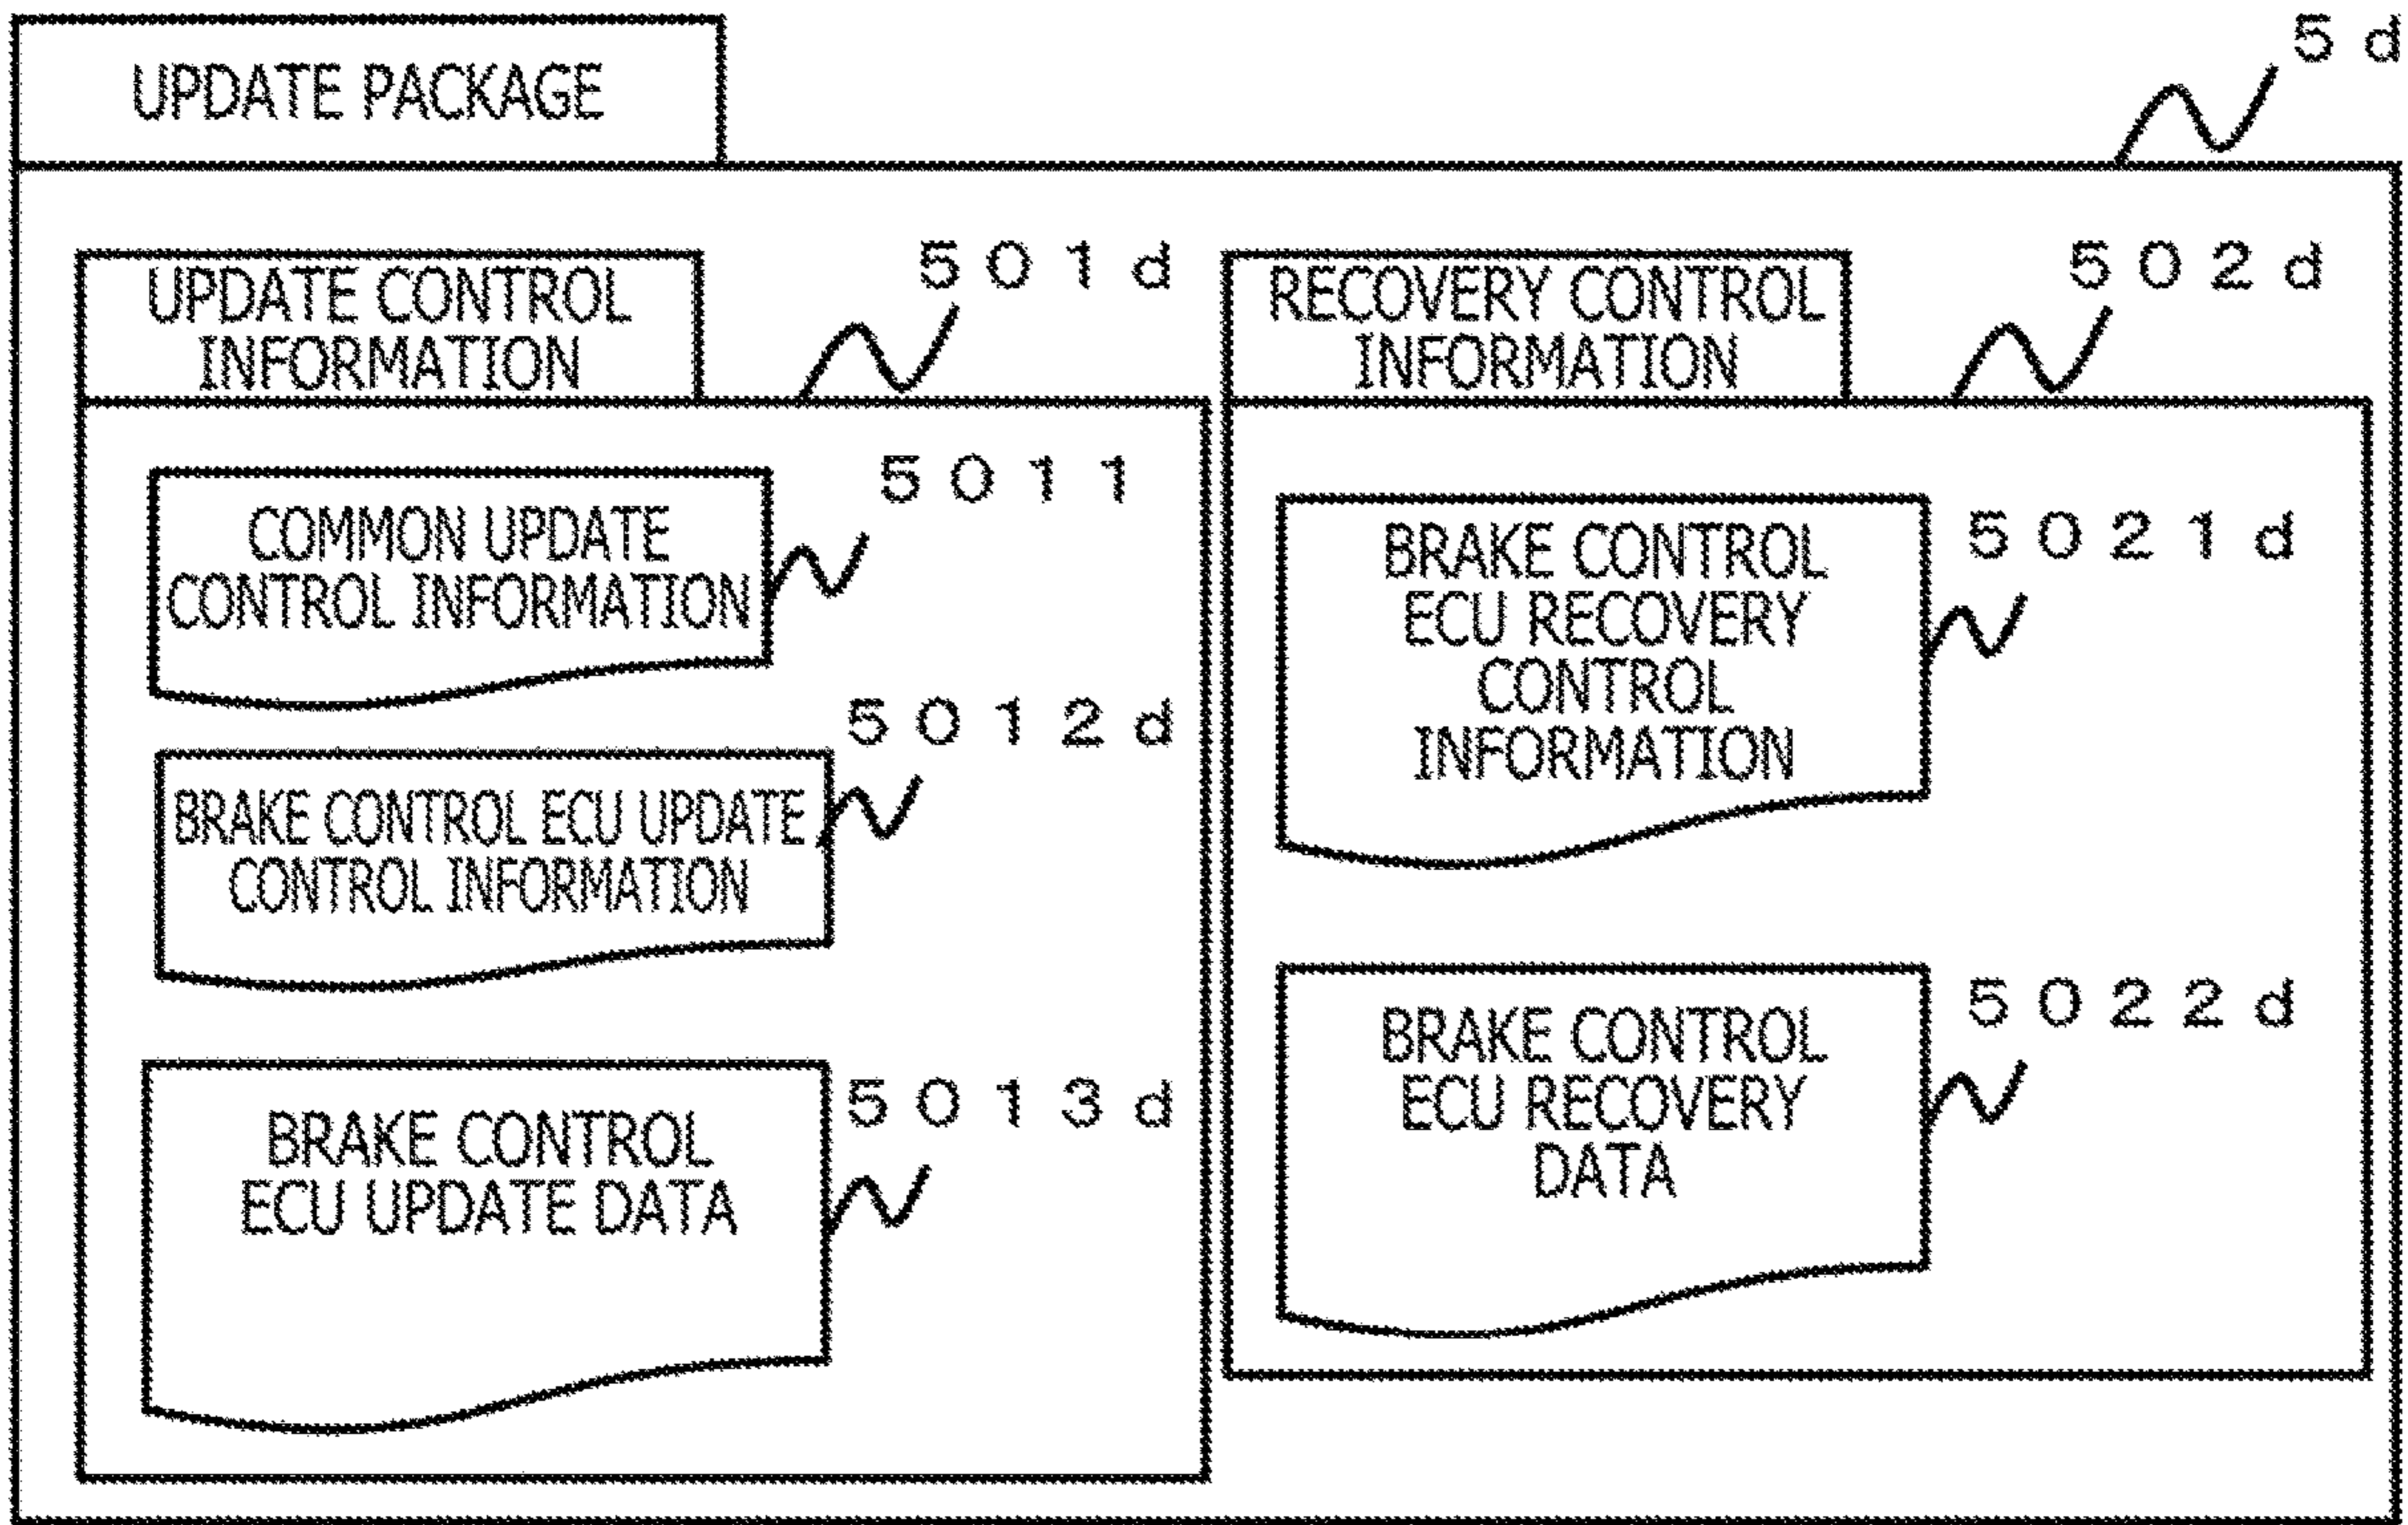 UPDATE PACKAGE
5d
UPDATE CONTROL
INFORMATION
501d
COMMON UPDATE
CONTROL INFORMATION
5011
BRAKE CONTROL ECU UPDATE
CONTROL INFORMATION
5012d
BRAKE CONTROL
ECU UPDATE DATA
5013d
RECOVERY CONTROL
INFORMATION
502d
BRAKE CONTROL
ECU RECOVERY
CONTROL
INFORMATION
5021d
BRAKE CONTROL
ECU RECOVERY
DATA
5022d